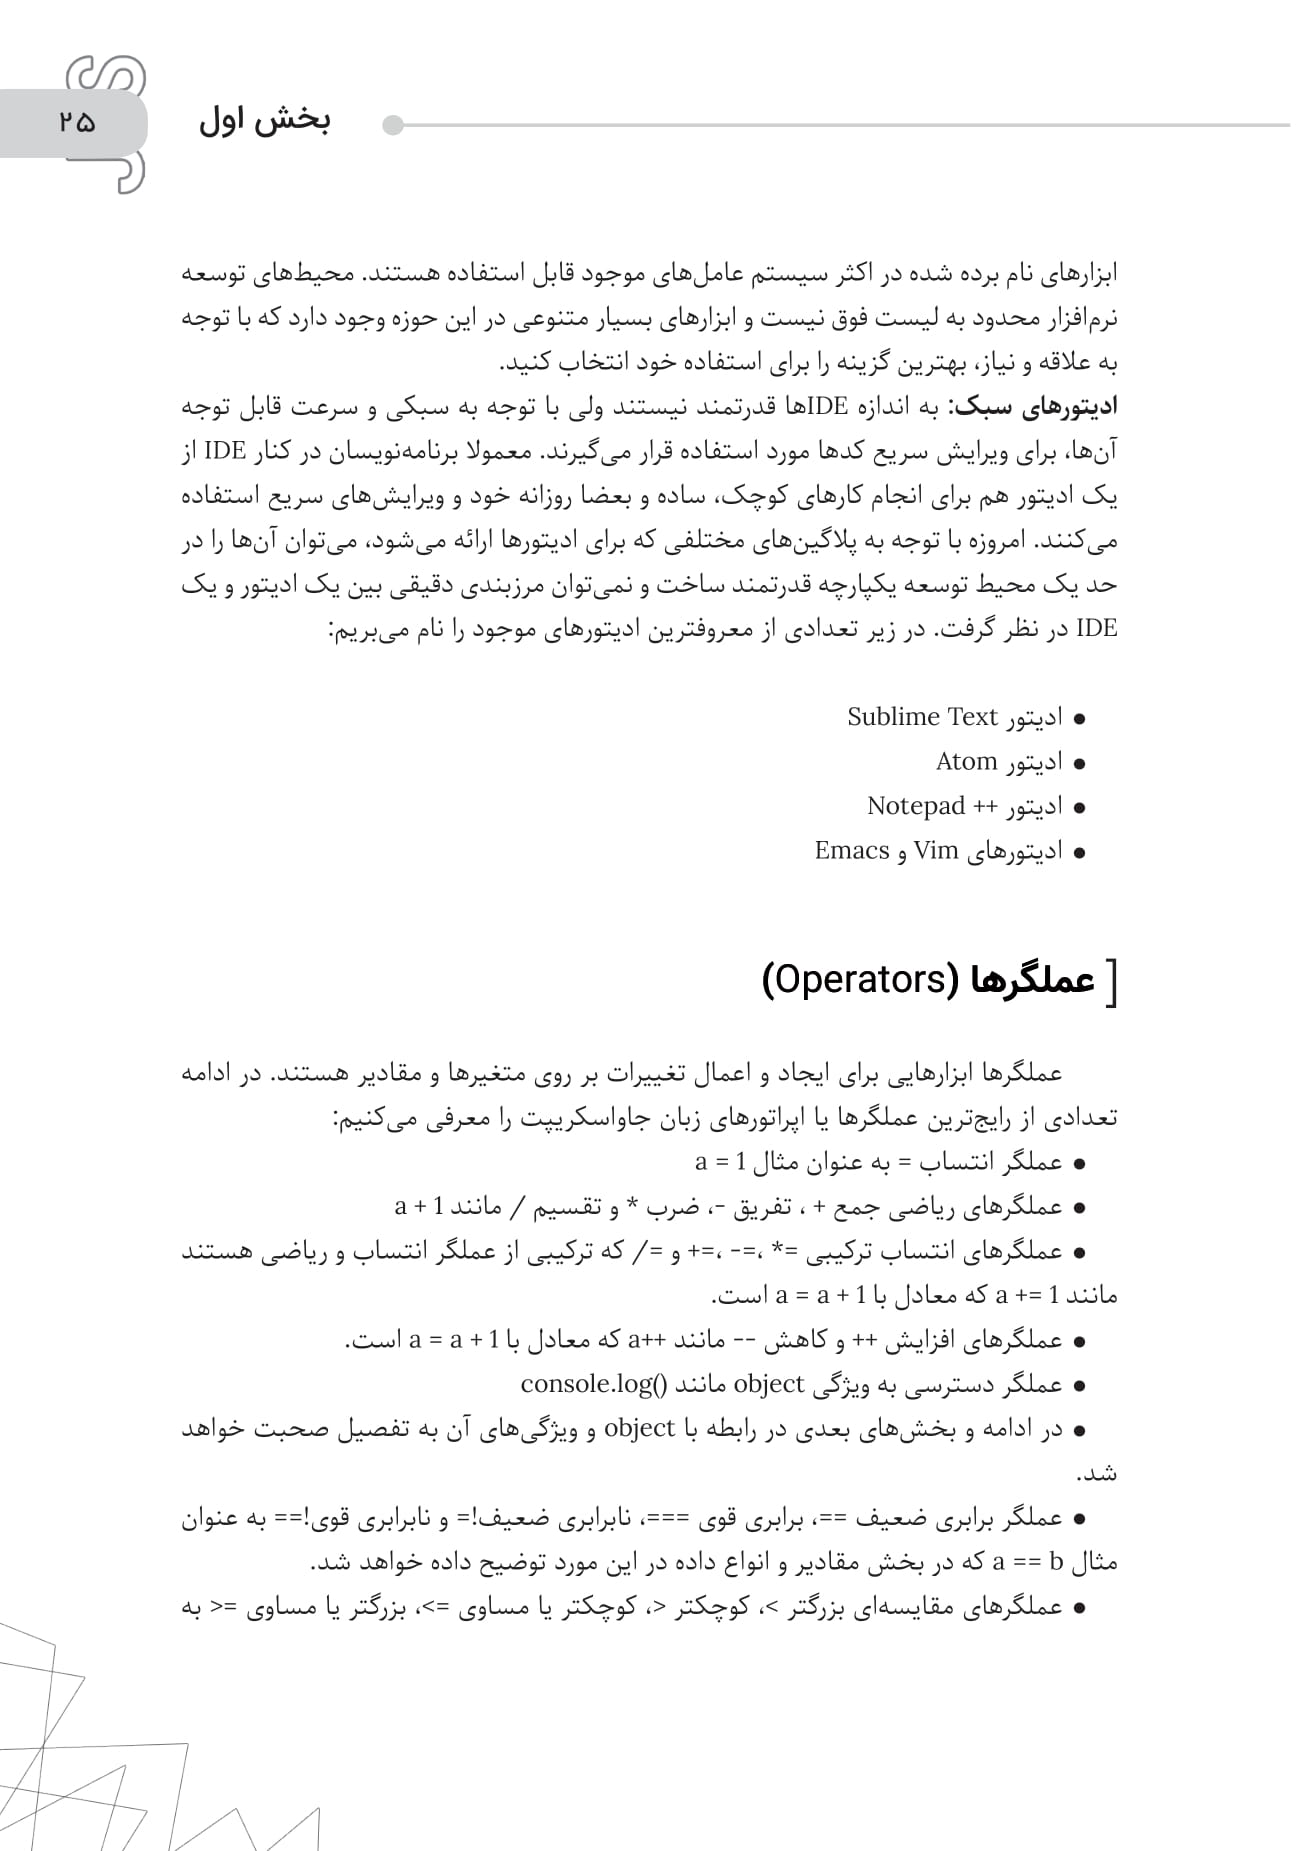 JS
۲۵
بخش اول
ابزارهای نام برده شده در اکثر سیستم عامل‌های موجود قابل استفاده هستند. محیط‌های توسعه
نرم‌افزار محدود به لیست فوق نیست و ابزارهای بسیار متنوعی در این حوزه وجود دارد که با توجه
به علاقه و نیاز، بهترین گزینه را برای استفاده خود انتخاب کنید.
ادیتورهای سبک: به اندازه IDEها قدرتمند نیستند ولی با توجه به سبکی و سرعت قابل توجه
آن‌ها، برای ویرایش سریع کدها مورد استفاده قرار می‌گیرند. معمولا برنامه‌نویسان در کنار IDE از
یک ادیتور هم برای انجام کارهای کوچک، ساده و بعضا روزانه خود و ویرایش‌های سریع استفاده
می‌کنند. امروزه با توجه به پلاگین‌های مختلفی که برای ادیتورها ارائه می‌شود، می‌توان آن‌ها را در
حد یک محیط توسعه یکپارچه قدرتمند ساخت و نمی‌توان مرزبندی دقیقی بین یک ادیتور و یک
IDE در نظر گرفت. در زیر تعدادی از معروفترین ادیتورهای موجود را نام می‌بریم:
● ادیتور Sublime Text
● ادیتور Atom
● ادیتور Notepad ++
● ادیتورهای Vim و Emacs
[ عملگرها (Operators)
عملگرها ابزارهایی برای ایجاد و اعمال تغییرات بر روی متغیرها و مقادیر هستند. در ادامه
تعدادی از رایج‌ترین عملگرها یا اپراتورهای زبان جاواسکریپت را معرفی می‌کنیم:
● عملگر انتساب = به عنوان مثال a = 1
● عملگرهای ریاضی جمع + ، تفریق -، ضرب * و تقسیم / مانند a + 1
● عملگرهای انتساب ترکیبی =* ،=- ،=+ و =/ که ترکیبی از عملگر انتساب و ریاضی هستند
مانند a += 1 که معادل با a = a + 1 است.
● عملگرهای افزایش ++ و کاهش -- مانند a++ که معادل با a = a + 1 است.
● عملگر دسترسی به ویژگی object مانند console.log()
● در ادامه و بخش‌های بعدی در رابطه با object و ویژگی‌های آن به تفصیل صحبت خواهد
شد.
● عملگر برابری ضعیف ==، برابری قوی ===، نابرابری ضعیف!= و نابرابری قوی!== به عنوان
مثال a == b که در بخش مقادیر و انواع داده در این مورد توضیح داده خواهد شد.
● عملگرهای مقایسه‌ای بزرگتر >، کوچکتر <، کوچکتر یا مساوی =>، بزرگتر یا مساوی =< به